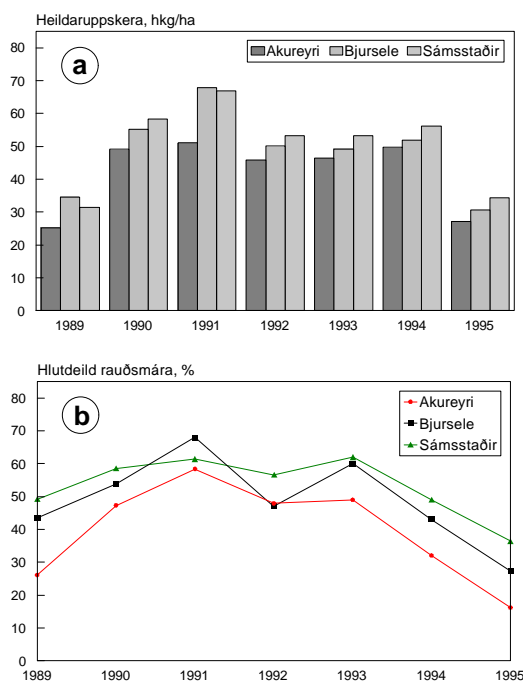 Heildaruppskera, hkg/ha
80
a
Akureyri Bjursele Sámsstaðir
70
60
50
40
30
20
10
0
1989 1990 1991 1992 1993 1994 1995
Hlutdeild rauðsmára, %
80
b
Akureyri
Bjursele
Sámsstaðir
70
60
50
40
30
20
10
0
1989 1990 1991 1992 1993 1994 1995